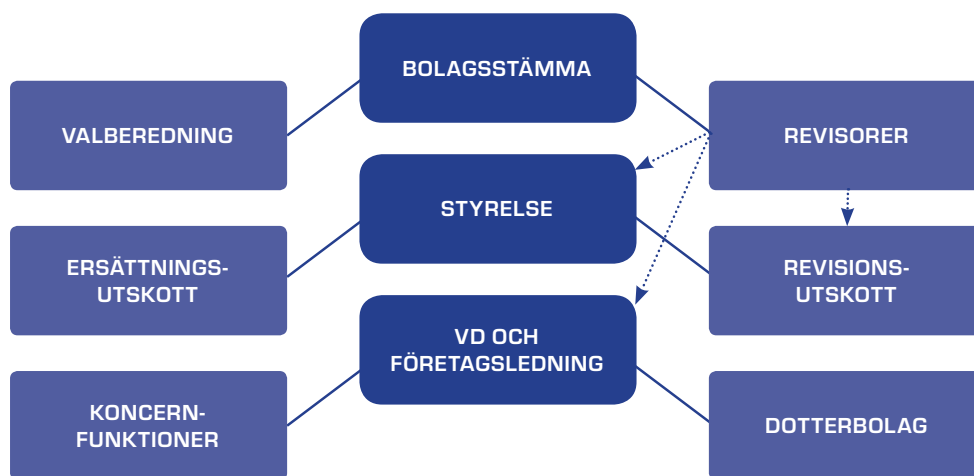 BOLAGSSTÄMMA
VALBEREDNING
REVISORER
STYRELSE
ERSÄTTNINGS-
UTSKOTT
REVISIONS-
UTSKOTT
VD OCH
FÖRETAGSLEDNING
KONCERN-
FUNKTIONER
DOTTERBOLAG